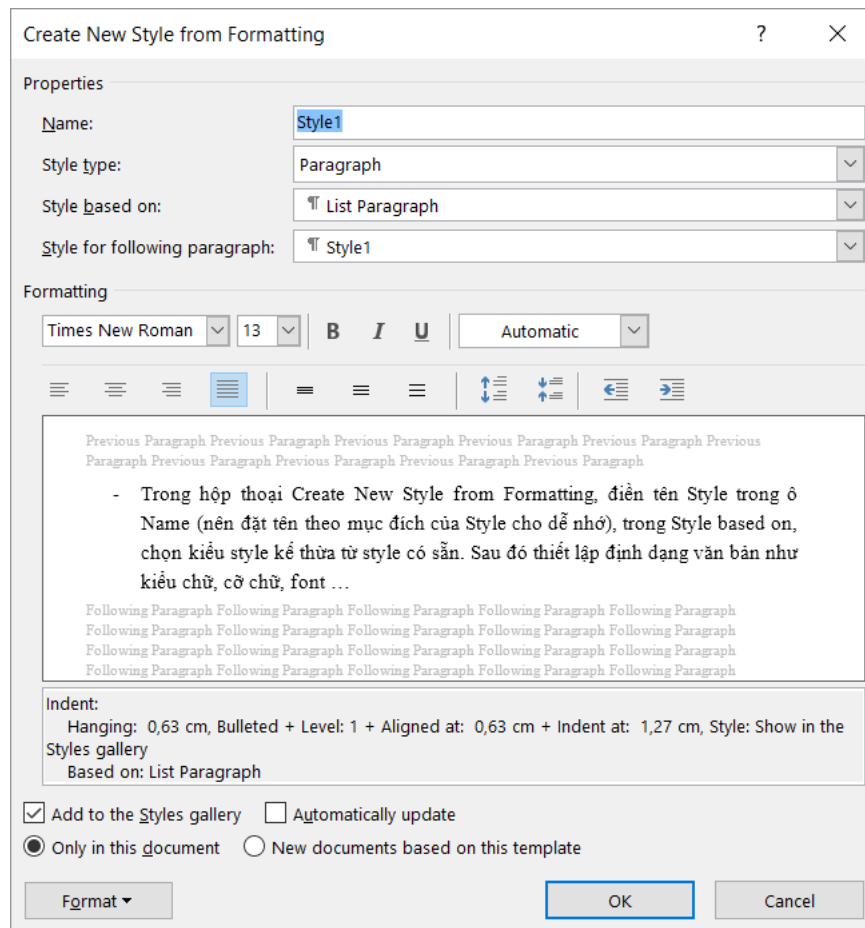 Create New Style from Formatting
Properties
Name: Style1
Style type: Paragraph
Style based on: ¶ List Paragraph
Style for following paragraph: ¶ Style1
Formatting
Times New Roman 13 B I U Automatic
Previous Paragraph Previous Paragraph Previous Paragraph Previous Paragraph Previous Paragraph Previous
Paragraph Previous Paragraph Previous Paragraph Previous Paragraph Previous Paragraph
- Trong hộp thoại Create New Style from Formatting, điền tên Style trong ô
Name (nên đặt tên theo mục đích của Style cho dễ nhớ), trong Style based on,
chọn kiểu style kế thừa từ style có sẵn. Sau đó thiết lập định dạng văn bản như
kiểu chữ, cỡ chữ, font …
Following Paragraph Following Paragraph Following Paragraph Following Paragraph Following Paragraph
Following Paragraph Following Paragraph Following Paragraph Following Paragraph Following Paragraph
Following Paragraph Following Paragraph Following Paragraph Following Paragraph Following Paragraph
Following Paragraph Following Paragraph Following Paragraph Following Paragraph Following Paragraph
Indent:
Hanging: 0,63 cm, Bulleted + Level: 1 + Aligned at: 0,63 cm + Indent at: 1,27 cm, Style: Show in the
Styles gallery
Based on: List Paragraph
Add to the Styles gallery Automatically update
Only in this document New documents based on this template
Format OK Cancel